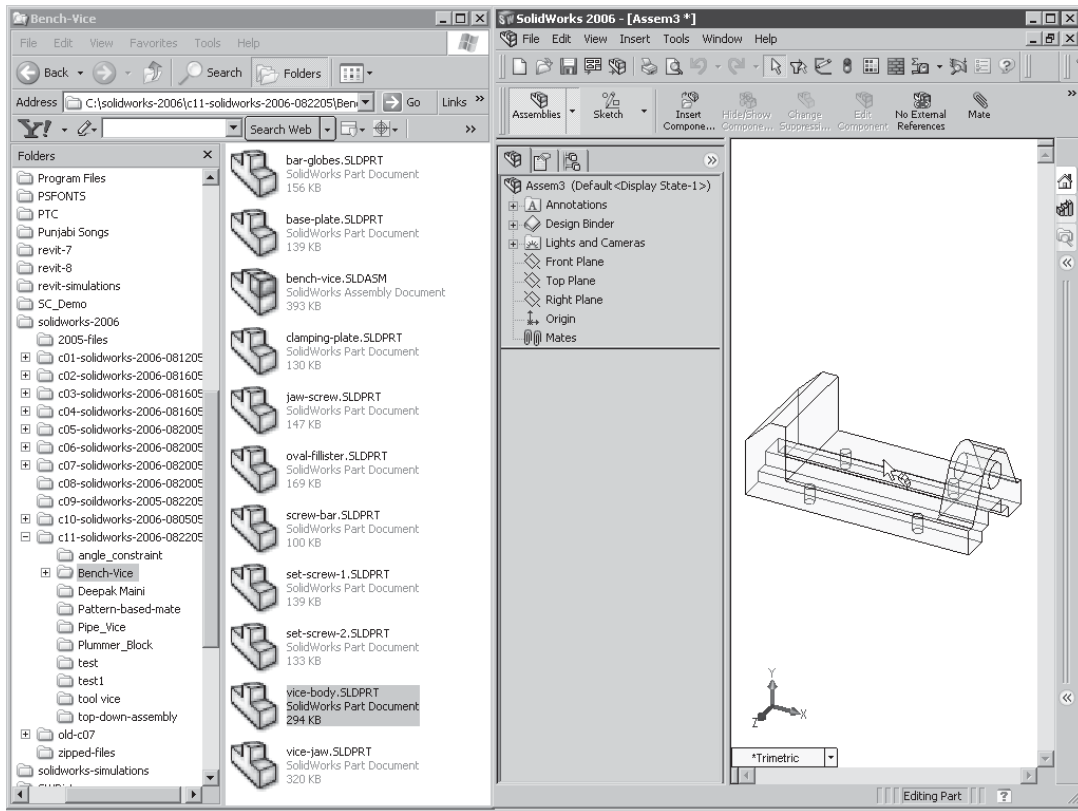 Bench-Vice
File Edit View Favorites Tools Help
Back Search Folders
Address C:\solidworks-2006\c11-solidworks-2006-082205\Ben Go Links »
Y! Search Web »
Folders
Program Files
PSFONTS
PTC
Punjabi Songs
revit-7
revit-8
revit-simulations
SC_Demo
solidworks-2006
2005-files
c01-solidworks-2006-081205
c02-solidworks-2006-081605
c03-solidworks-2006-081605
c04-solidworks-2006-081605
c05-solidworks-2006-082005
c06-solidworks-2006-082005
c07-solidworks-2006-082005
c08-solidworks-2006-082005
c09-soildworks-2005-082205
c10-solidworks-2006-080505
c11-solidworks-2006-082205
angle_constraint
Bench-Vice
Deepak Maini
Pattern-based-mate
Pipe_Vice
Plummer_Block
test
test1
tool vice
top-down-assembly
old-c07
zipped-files
solidworks-simulations
bar-globes.SLDPRT
SolidWorks Part Document
156 KB
base-plate.SLDPRT
SolidWorks Part Document
139 KB
bench-vice.SLDASM
SolidWorks Assembly Document
393 KB
clamping-plate.SLDPRT
SolidWorks Part Document
130 KB
jaw-screw.SLDPRT
SolidWorks Part Document
147 KB
oval-fillister.SLDPRT
SolidWorks Part Document
169 KB
screw-bar.SLDPRT
SolidWorks Part Document
100 KB
set-screw-1.SLDPRT
SolidWorks Part Document
139 KB
set-screw-2.SLDPRT
SolidWorks Part Document
133 KB
vice-body.SLDPRT
SolidWorks Part Document
294 KB
vice-jaw.SLDPRT
SolidWorks Part Document
320 KB
SolidWorks 2006 - [Assem3 *]
File Edit View Insert Tools Window Help
Assemblies Sketch Insert Compone... Hide/Show Compone... Change Suppressi... Edit Component No External References Mate »
Assem3 (Default<Display State-1>)
Annotations
Design Binder
Lights and Cameras
Front Plane
Top Plane
Right Plane
Origin
Mates
Y
X
Z
*Trimetric
Editing Part